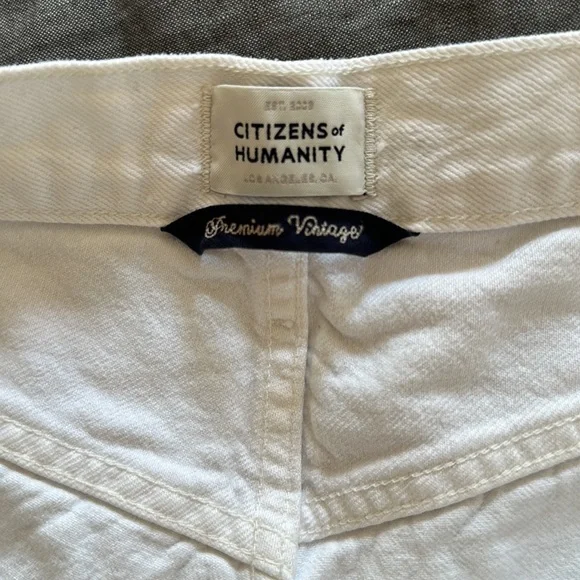 EST. 2003
CITIZENS of
HUMANITY
LOS ANGELES, CA.
Premium Vintage